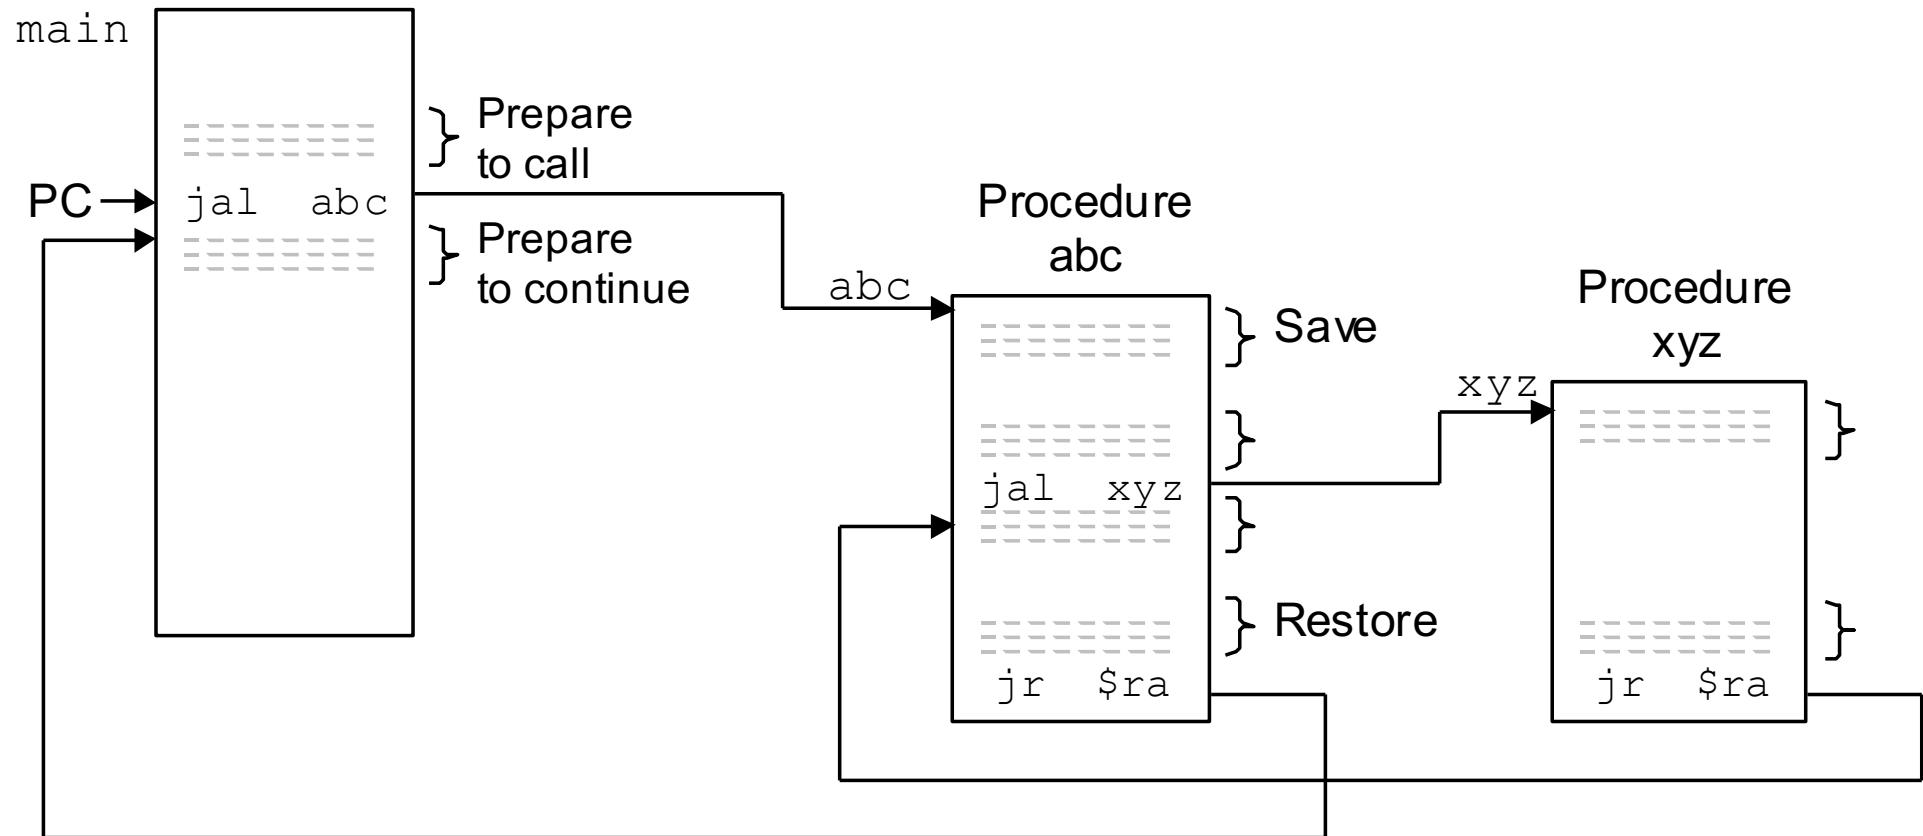 main
Prepare
to call
PC
jal abc
Prepare
to continue
abc
Procedure
abc
Save
jal xyz
Restore
jr $ra
xyz
Procedure
xyz
jr $ra